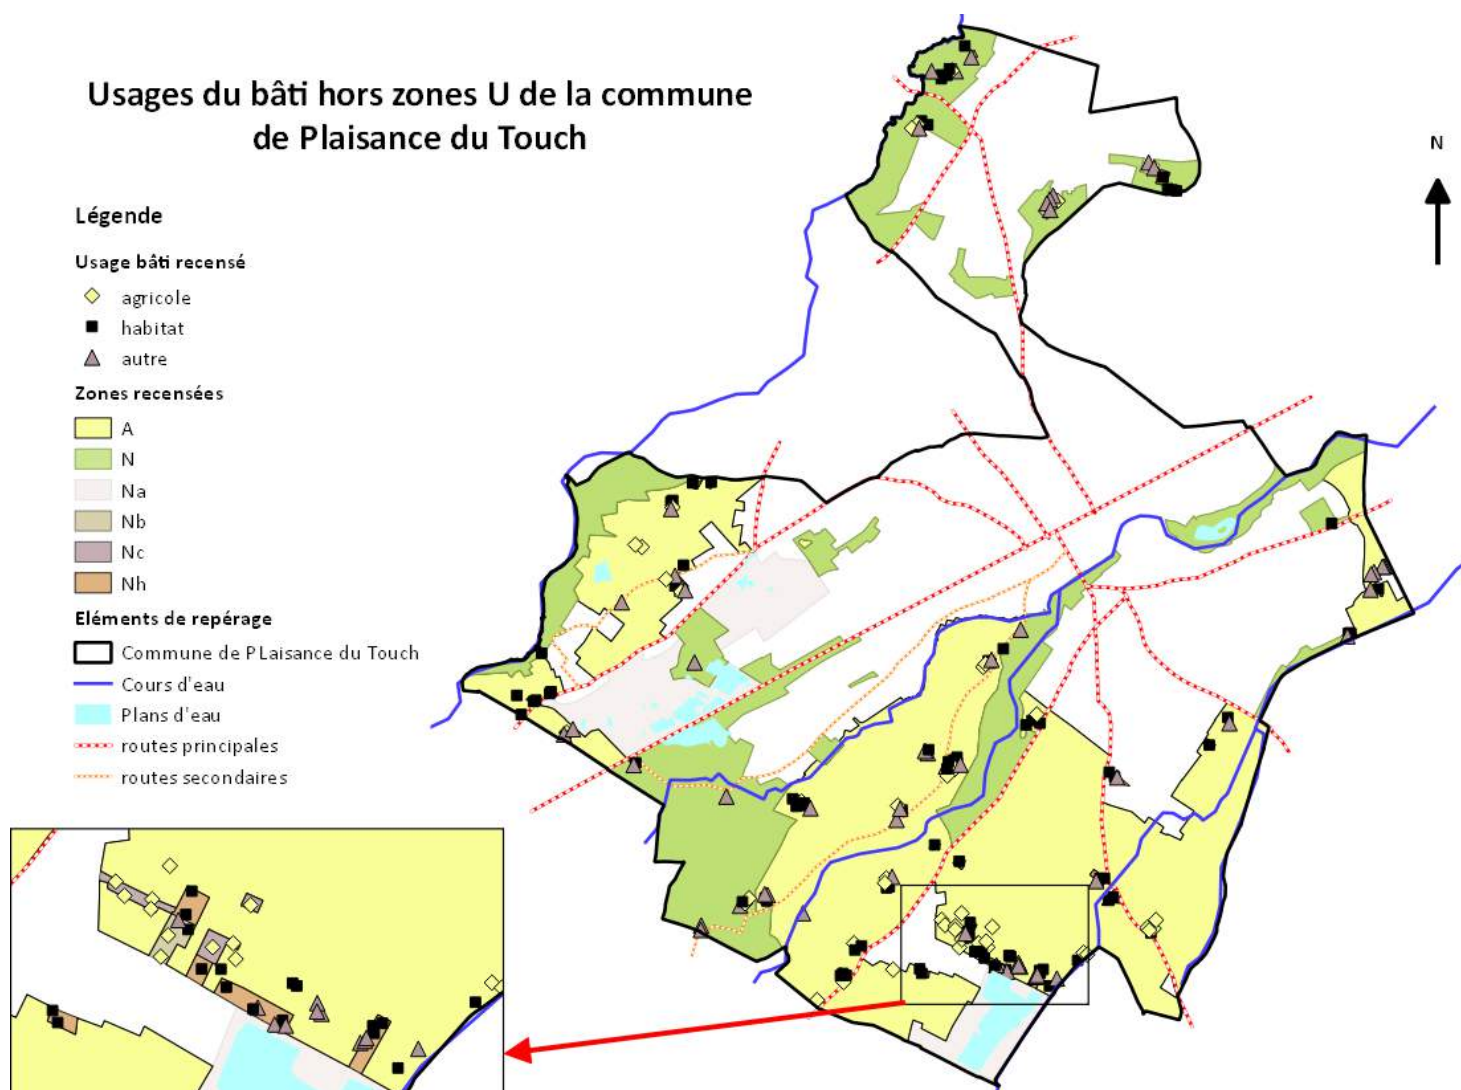 Usages du bâti hors zones U de la commune
de Plaisance du Touch
N
Légende
Usage bâti recensé
agricole
habitat
autre
Zones recensées
A
N
Na
Nb
Nc
Nh
Eléments de repérage
Commune de PLaisance du Touch
Cours d'eau
Plans d'eau
routes principales
routes secondaires